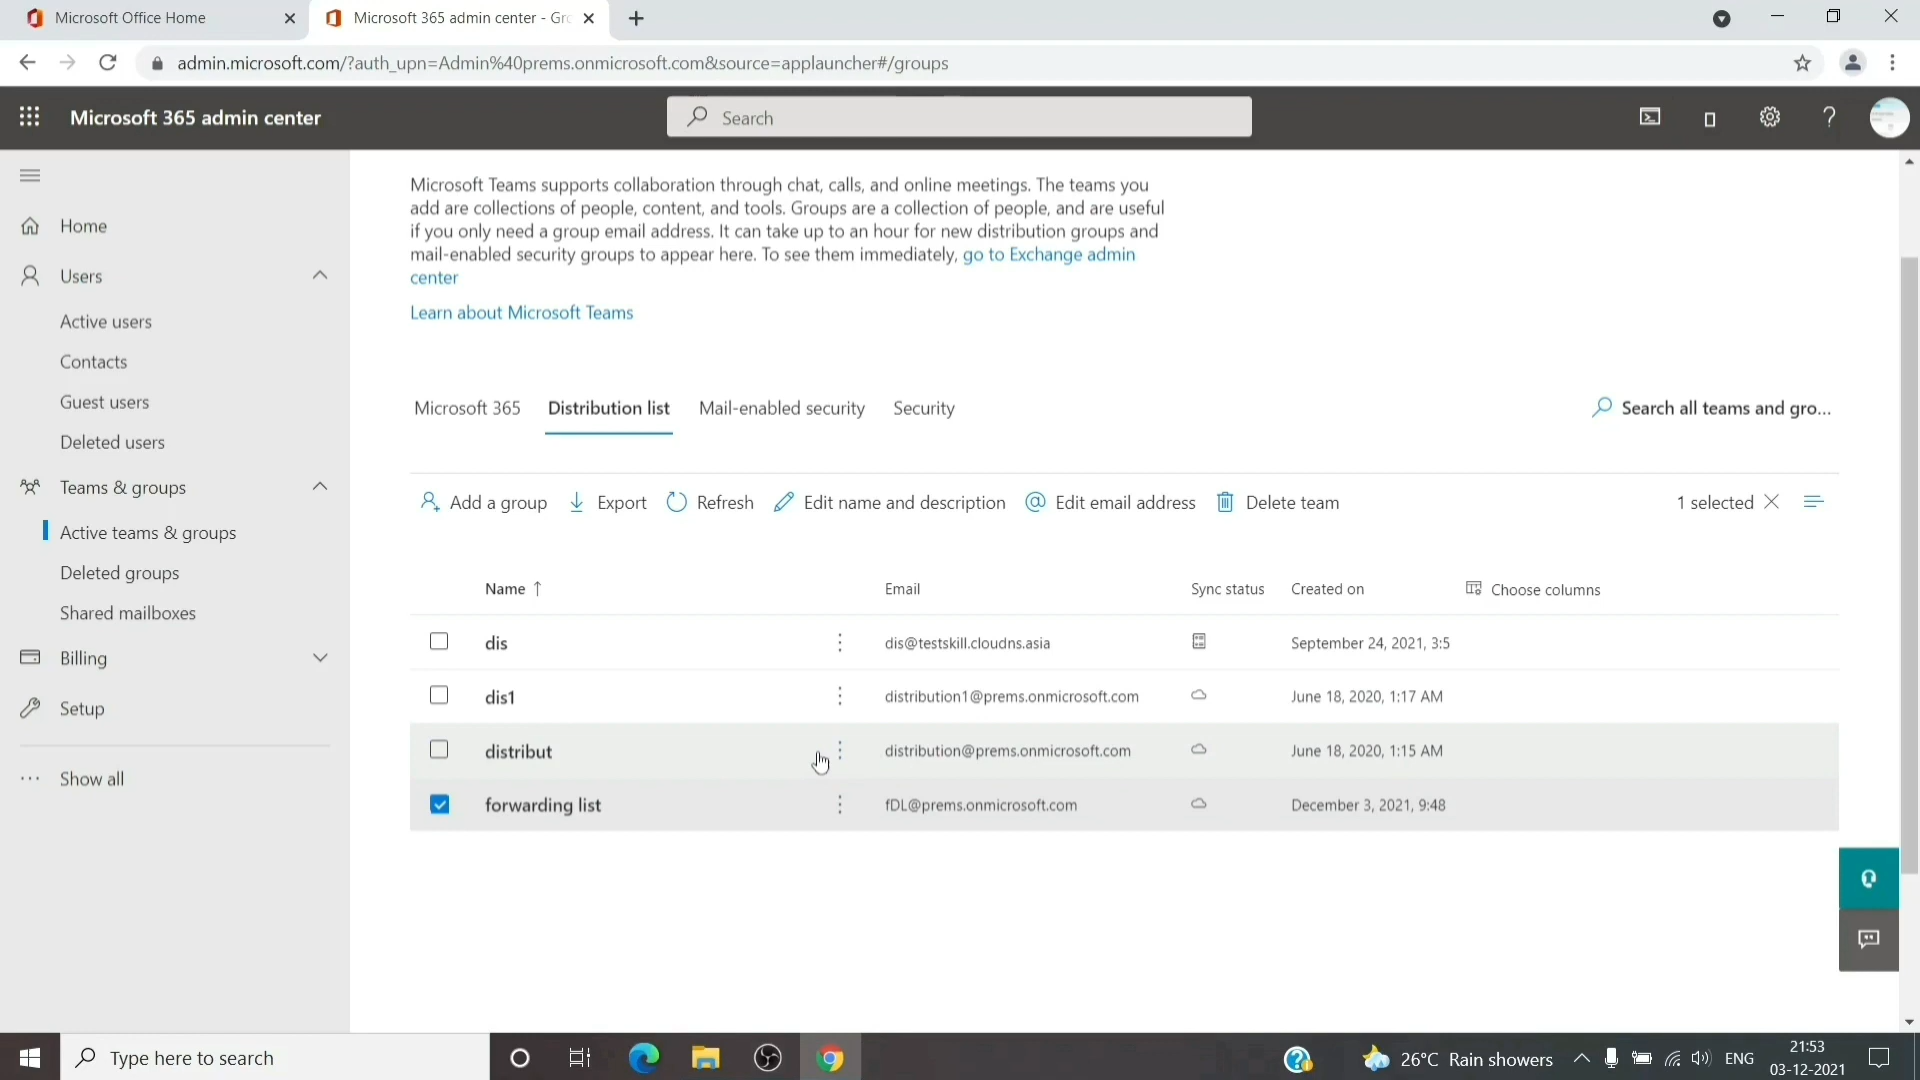 Microsoft Office Home
Microsoft 365 admin center - Gro
admin.microsoft.com/?auth_upn=Admin%40prems.onmicrosoft.com&source=applauncher#/groups
Microsoft 365 admin center
Search
Home
Users
Active users
Contacts
Guest users
Deleted users
Teams & groups
Active teams & groups
Deleted groups
Shared mailboxes
Billing
Setup
Show all
Microsoft Teams supports collaboration through chat, calls, and online meetings. The teams you
add are collections of people, content, and tools. Groups are a collection of people, and are useful
if you only need a group email address. It can take up to an hour for new distribution groups and
mail-enabled security groups to appear here. To see them immediately, go to Exchange admin
center
Learn about Microsoft Teams
Microsoft 365 Distribution list Mail-enabled security Security
Search all teams and gro...
Add a group Export Refresh Edit name and description Edit email address Delete team 1 selected
Name ↑ Email Sync status Created on Choose columns
dis dis@testskill.cloudns.asia September 24, 2021, 3:5
dis1 distribution1@prems.onmicrosoft.com June 18, 2020, 1:17 AM
distribut distribution@prems.onmicrosoft.com June 18, 2020, 1:15 AM
forwarding list fDL@prems.onmicrosoft.com December 3, 2021, 9:48
Type here to search
26°C Rain showers
ENG
21:53
03-12-2021